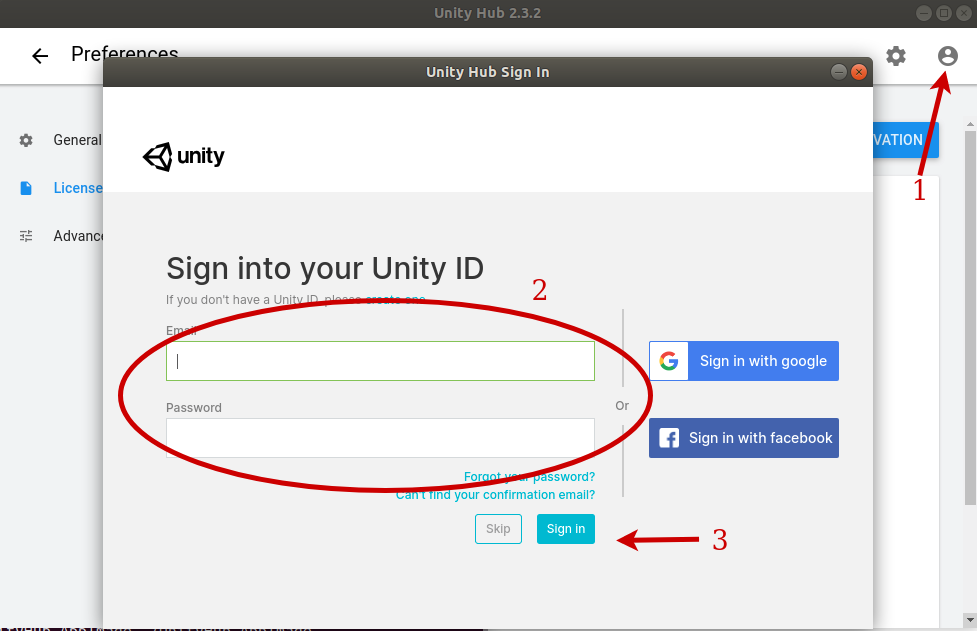 Unity Hub 2.3.2
Preferences
Unity Hub Sign In
General
VATION
1
unity
License
Advance
Sign into your Unity ID
2
If you don't have a Unity ID, please create one.
Email
Sign in with google
Password
Or
Sign in with facebook
Forgot your password?
Can't find your confirmation email?
Skip
Sign in
3